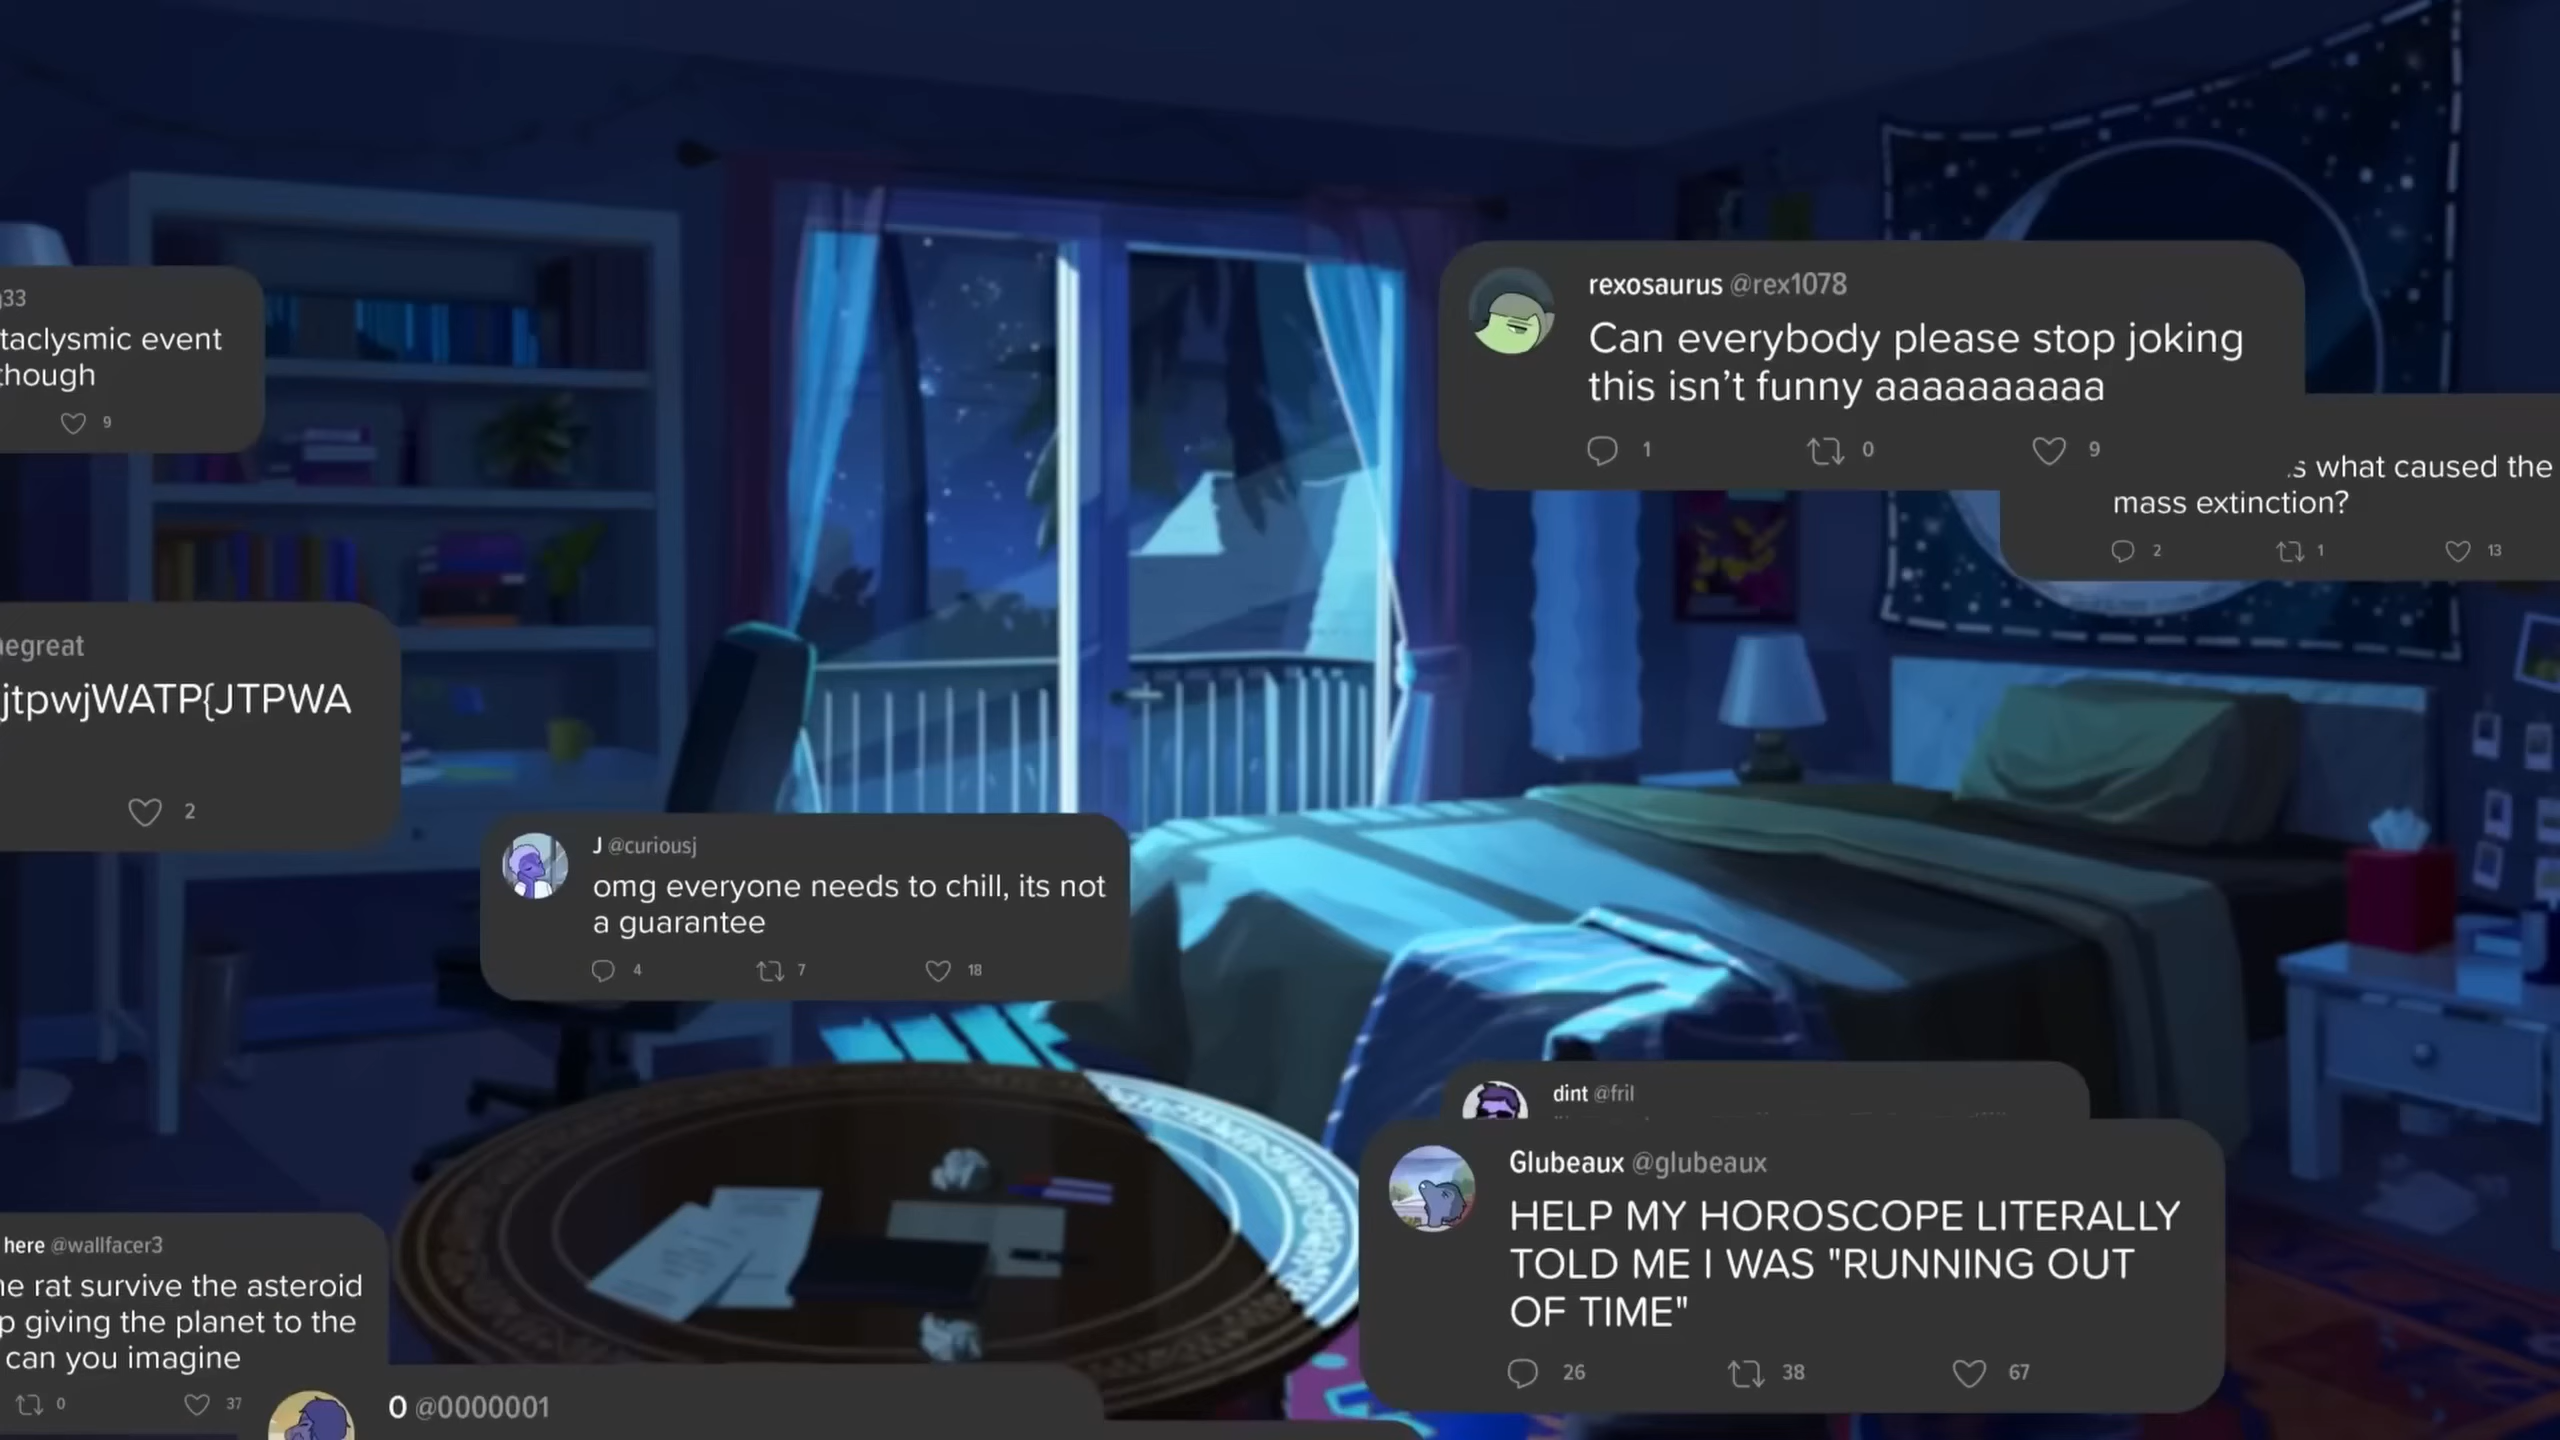 rexosaurus @rex1078
Can everybody please stop joking
this isn't funny aaaaaaaaaa
1 0 9
33
taclysmic event
though
9
s what caused the
mass extinction?
2 1 13
egreat
jtpwjWATP{JTPWA
2
J @curiousj
omg everyone needs to chill, its not
a guarantee
4 7 18
dint @fril
Glubeaux @glubeaux
HELP MY HOROSCOPE LITERALLY
TOLD ME I WAS "RUNNING OUT
OF TIME"
26 38 67
here @wallfacer3
ne rat survive the asteroid
p giving the planet to the
can you imagine
0 37
O @0000001